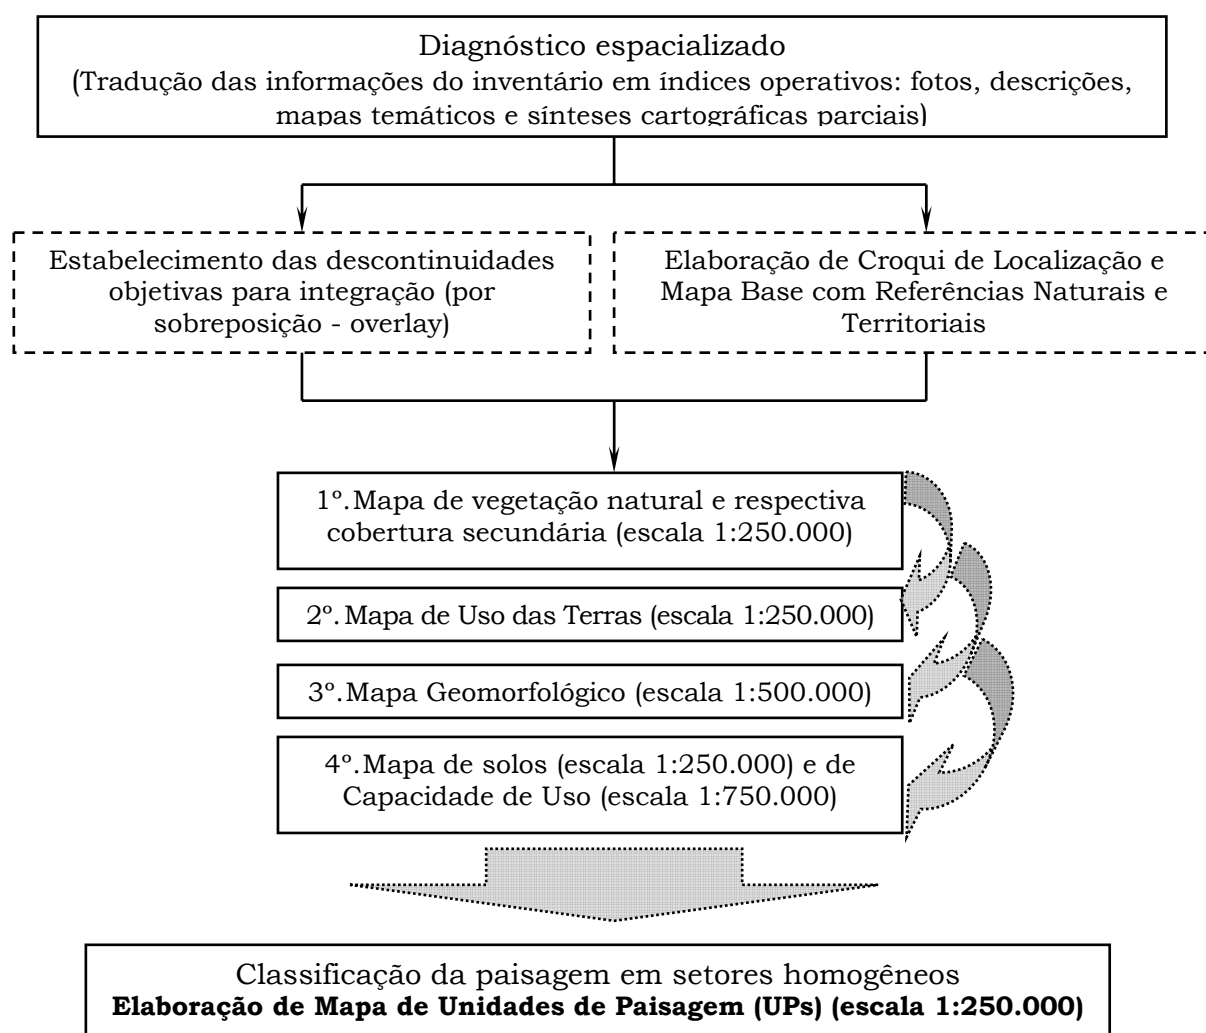 Diagnóstico espacializado
(Tradução das informações do inventário em índices operativos: fotos, descrições,
mapas temáticos e sínteses cartográficas parciais)
Estabelecimento das descontinuidades
objetivas para integração (por
sobreposição - overlay)
Elaboração de Croqui de Localização e
Mapa Base com Referências Naturais e
Territoriais
1º.Mapa de vegetação natural e respectiva
cobertura secundária (escala 1:250.000)
2º.Mapa de Uso das Terras (escala 1:250.000)
3º.Mapa Geomorfológico (escala 1:500.000)
4º.Mapa de solos (escala 1:250.000) e de
Capacidade de Uso (escala 1:750.000)
Classificação da paisagem em setores homogêneos
Elaboração de Mapa de Unidades de Paisagem (UPs) (escala 1:250.000)